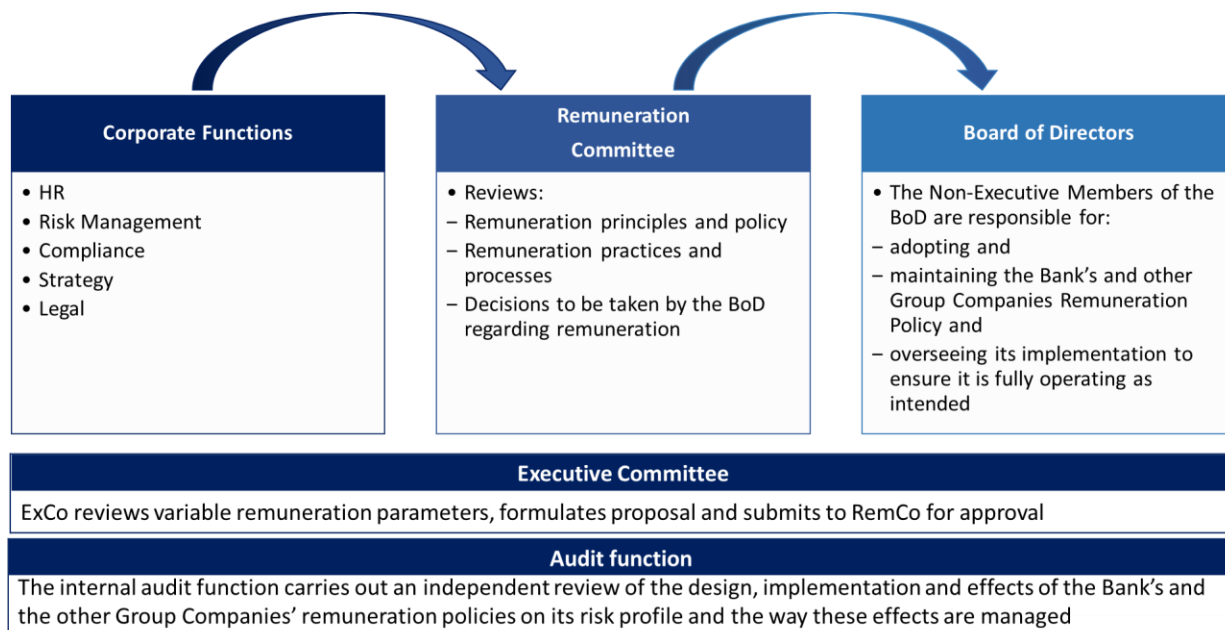 Corporate Functions
• HR
• Risk Management
• Compliance
• Strategy
• Legal
Remuneration
Committee
• Reviews:
– Remuneration principles and policy
– Remuneration practices and
processes
– Decisions to be taken by the BoD
regarding remuneration
Board of Directors
• The Non-Executive Members of the
BoD are responsible for:
– adopting and
– maintaining the Bank’s and other
Group Companies Remuneration
Policy and
– overseeing its implementation to
ensure it is fully operating as
intended
Executive Committee
ExCo reviews variable remuneration parameters, formulates proposal and submits to RemCo for approval
Audit function
The internal audit function carries out an independent review of the design, implementation and effects of the Bank’s and
the other Group Companies’ remuneration policies on its risk profile and the way these effects are managed